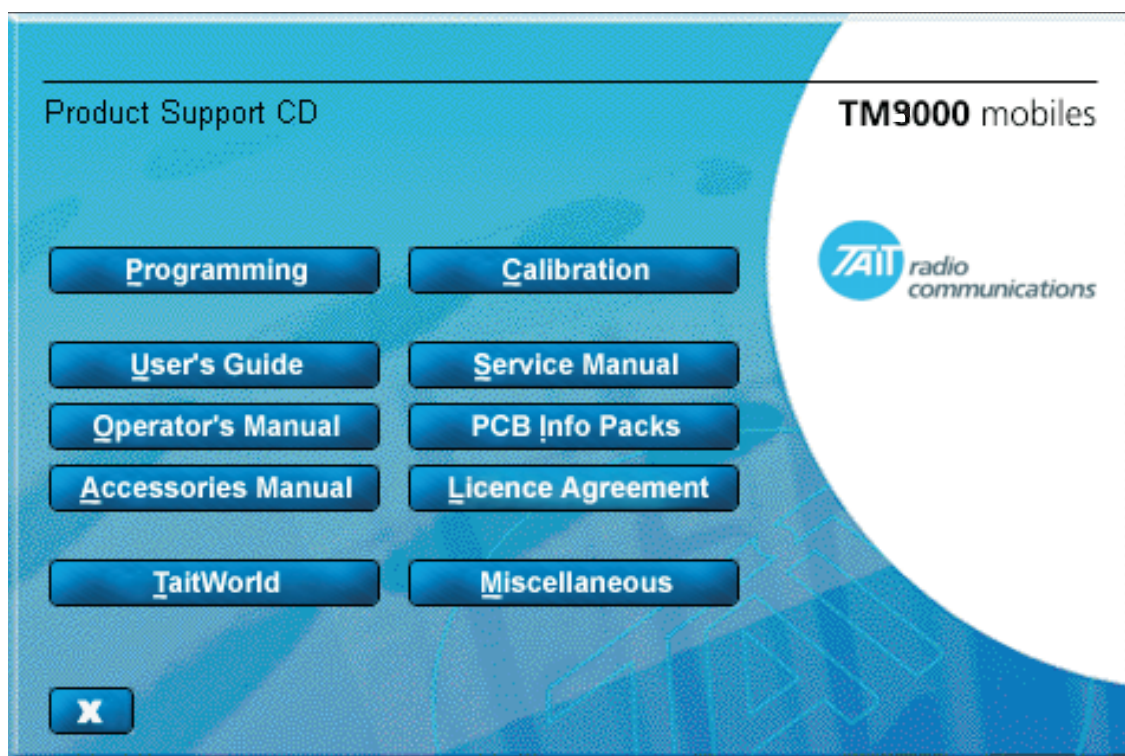 Product Support CD
TM9000 mobiles
TAIT radio
communications
Programming
Calibration
User's Guide
Service Manual
Operator's Manual
PCB Info Packs
Accessories Manual
Licence Agreement
TaitWorld
Miscellaneous
X